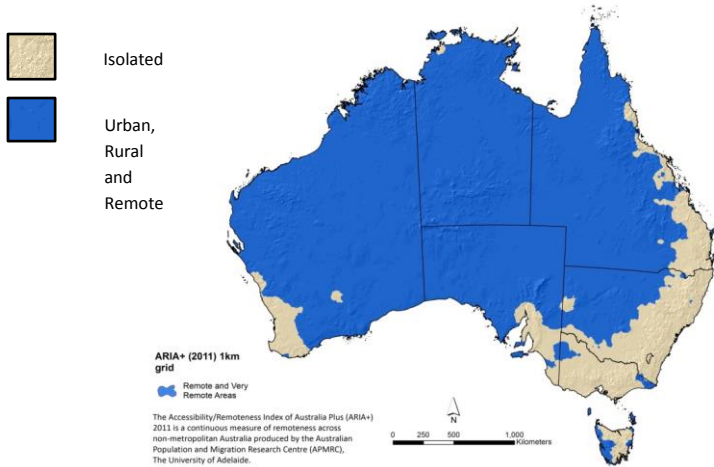 Isolated
Urban,
Rural
and
Remote
ARIA+ (2011) 1km
grid
Remote and Very
Remote Areas
The Accessibility/Remoteness Index of Australia Plus (ARIA+)
2011 is a continuous measure of remoteness across
non-metropolitan Australia produced by the Australian
Population and Migration Research Centre (APMRC),
The University of Adelaide.
N
0 250 500 1,000
Kilometers